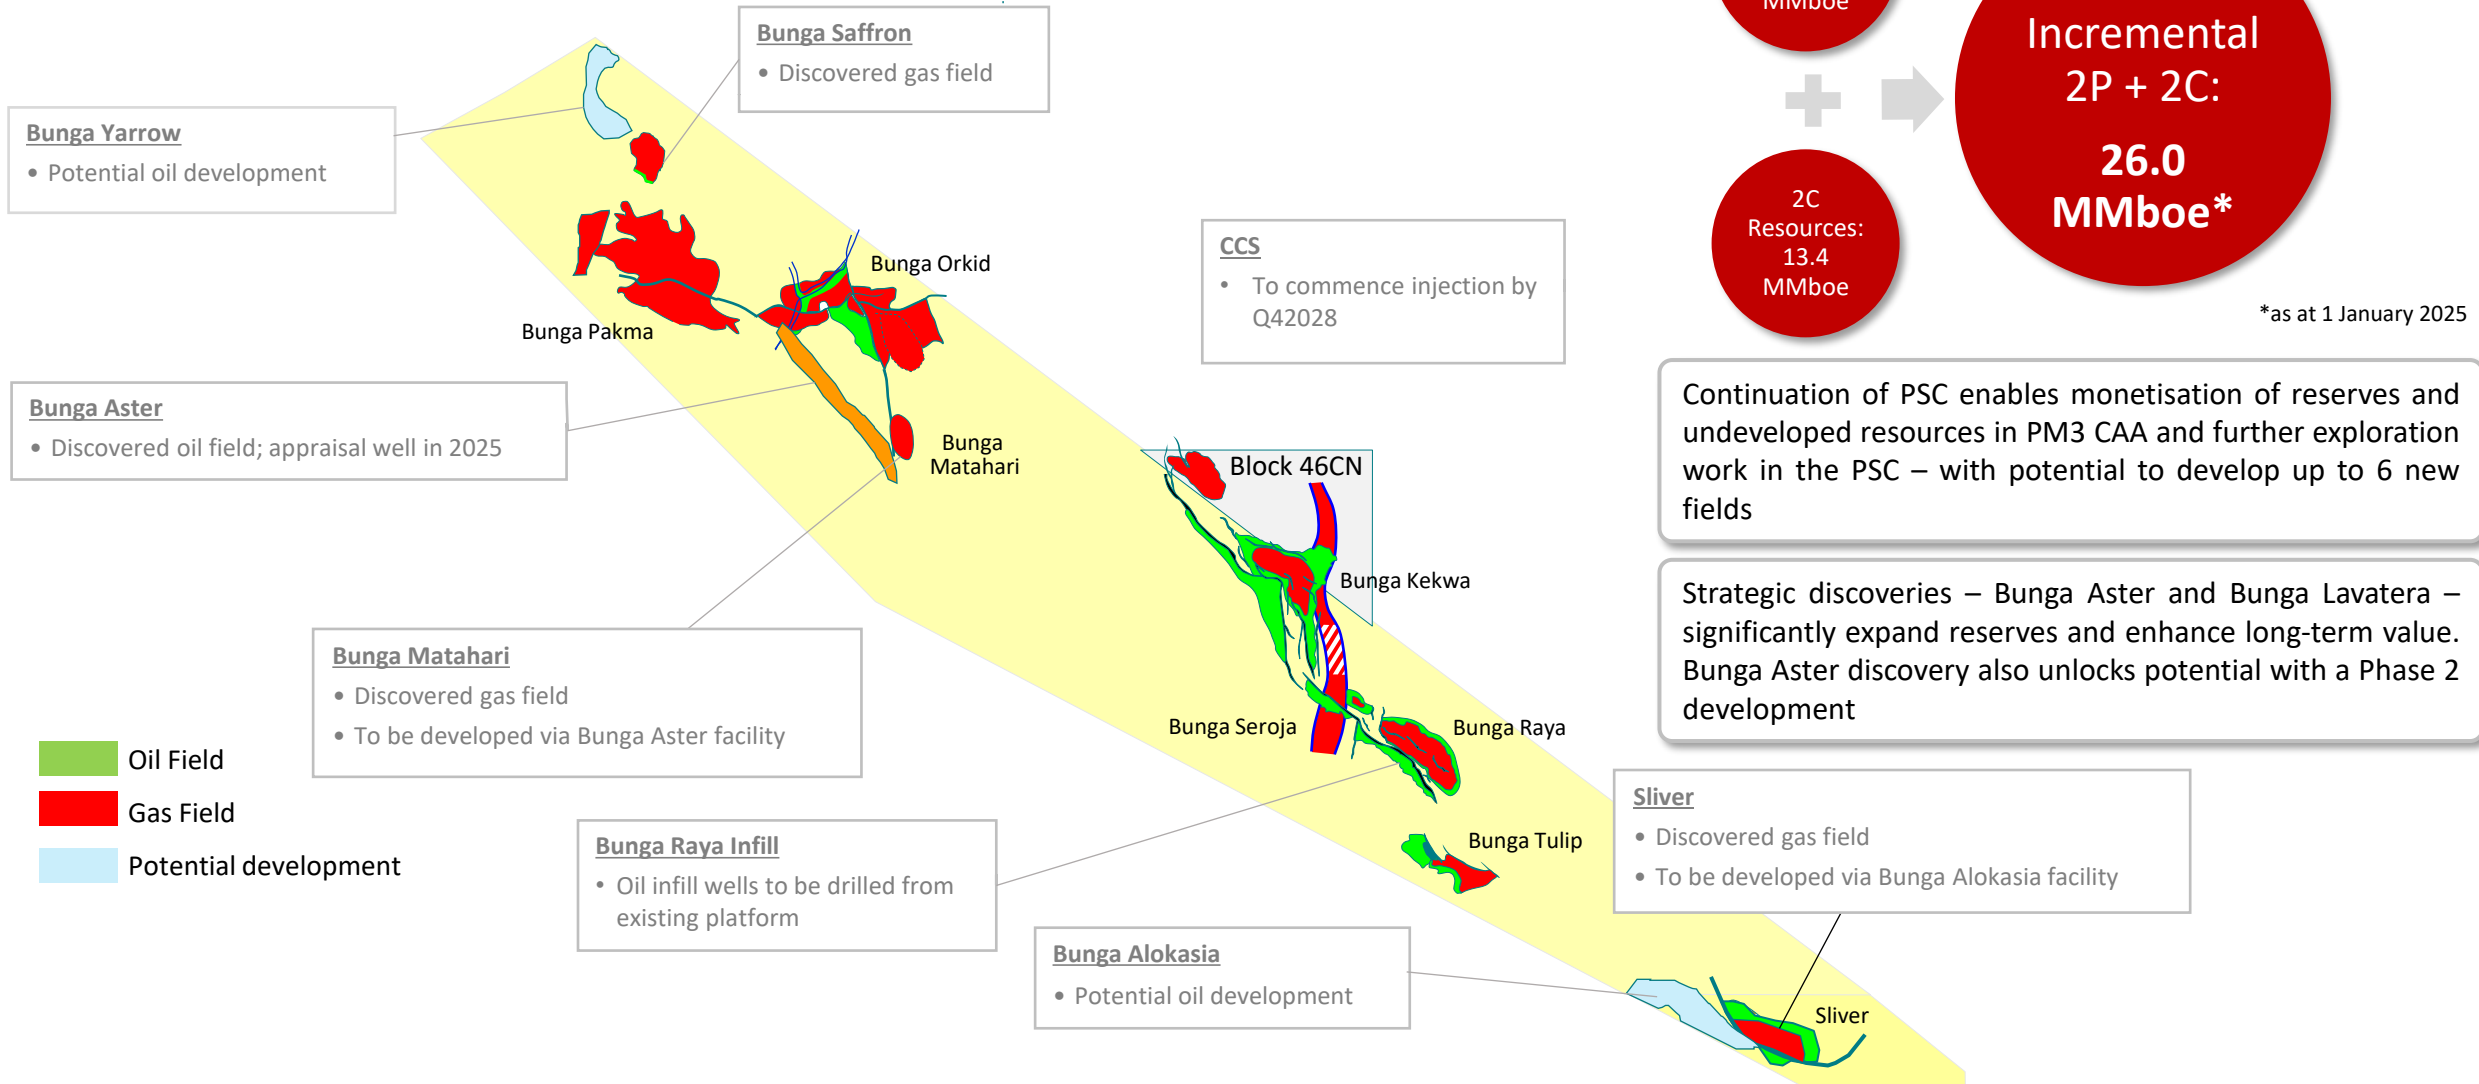 MMboe
Incremental
2P + 2C:
26.0
MMboe*
2C
Resources:
13.4
MMboe
*as at 1 January 2025
Bunga Saffron
• Discovered gas field
Bunga Yarrow
• Potential oil development
Bunga Orkid
Bunga Pakma
CCS
• To commence injection by
Q42028
Bunga Aster
• Discovered oil field; appraisal well in 2025
Bunga
Matahari
Block 46CN
Bunga Kekwa
Continuation of PSC enables monetisation of reserves and
undeveloped resources in PM3 CAA and further exploration
work in the PSC – with potential to develop up to 6 new
fields
Strategic discoveries – Bunga Aster and Bunga Lavatera –
significantly expand reserves and enhance long-term value.
Bunga Aster discovery also unlocks potential with a Phase 2
development
Bunga Matahari
• Discovered gas field
• To be developed via Bunga Aster facility
Bunga Seroja
Bunga Raya
Oil Field
Gas Field
Potential development
Bunga Raya Infill
• Oil infill wells to be drilled from
existing platform
Bunga Tulip
Sliver
• Discovered gas field
• To be developed via Bunga Alokasia facility
Bunga Alokasia
• Potential oil development
Sliver